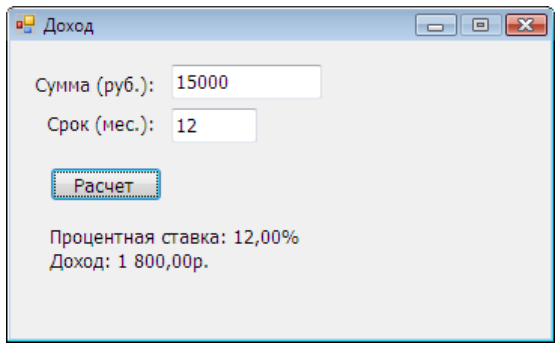 Доход
Сумма (руб.): 15000
Срок (мес.): 12
Расчет
Процентная ставка: 12,00%
Доход: 1 800,00р.